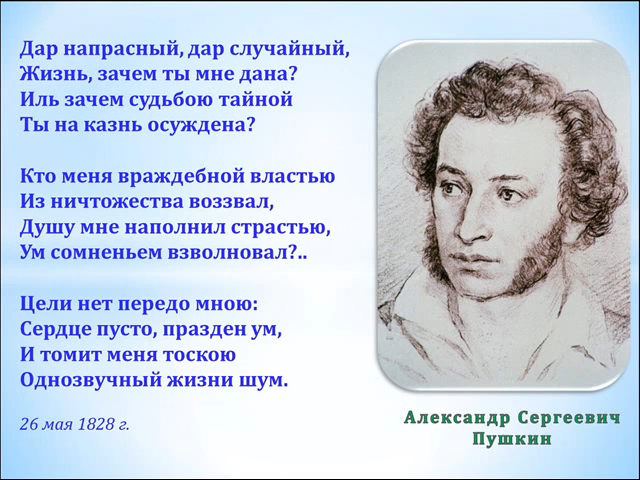 Дар напрасный, дар случайный,
Жизнь, зачем ты мне дана?
Иль зачем судьбою тайной
Ты на казнь осуждена?
Кто меня враждебной властью
Из ничтожества воззвал,
Душу мне наполнил страстью,
Ум сомненьем взволновал?..
Цели нет передо мною:
Сердце пусто, празден ум,
И томит меня тоскою
Однозвучный жизни шум.
26 мая 1828 г.
Александр Сергеевич
Пушкин